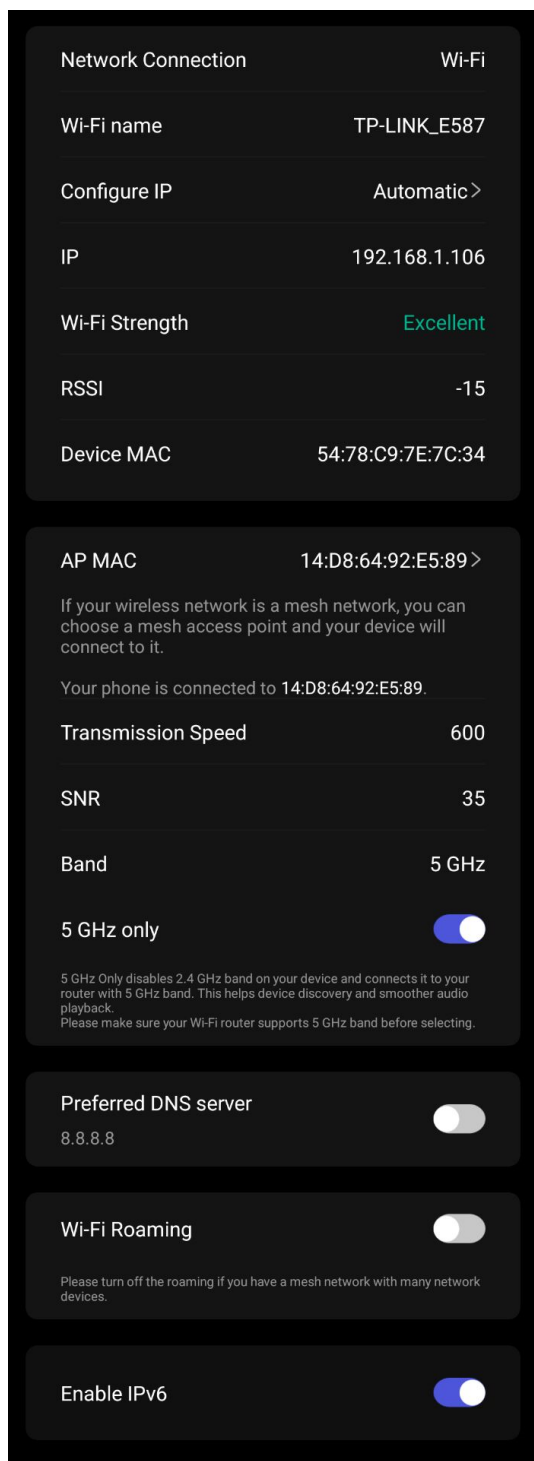 Network Connection Wi-Fi
Wi-Fi name TP-LINK_E587
Configure IP Automatic>
IP 192.168.1.106
Wi-Fi Strength Excellent
RSSI -15
Device MAC 54:78:C9:7E:7C:34
AP MAC 14:D8:64:92:E5:89>
If your wireless network is a mesh network, you can
choose a mesh access point and your device will
connect to it.
Your phone is connected to 14:D8:64:92:E5:89.
Transmission Speed 600
SNR 35
Band 5 GHz
5 GHz only
5 GHz Only disables 2.4 GHz band on your device and connects it to your
router with 5 GHz band. This helps device discovery and smoother audio
playback.
Please make sure your Wi-Fi router supports 5 GHz band before selecting.
Preferred DNS server
8.8.8.8
Wi-Fi Roaming
Please turn off the roaming if you have a mesh network with many network
devices.
Enable IPv6